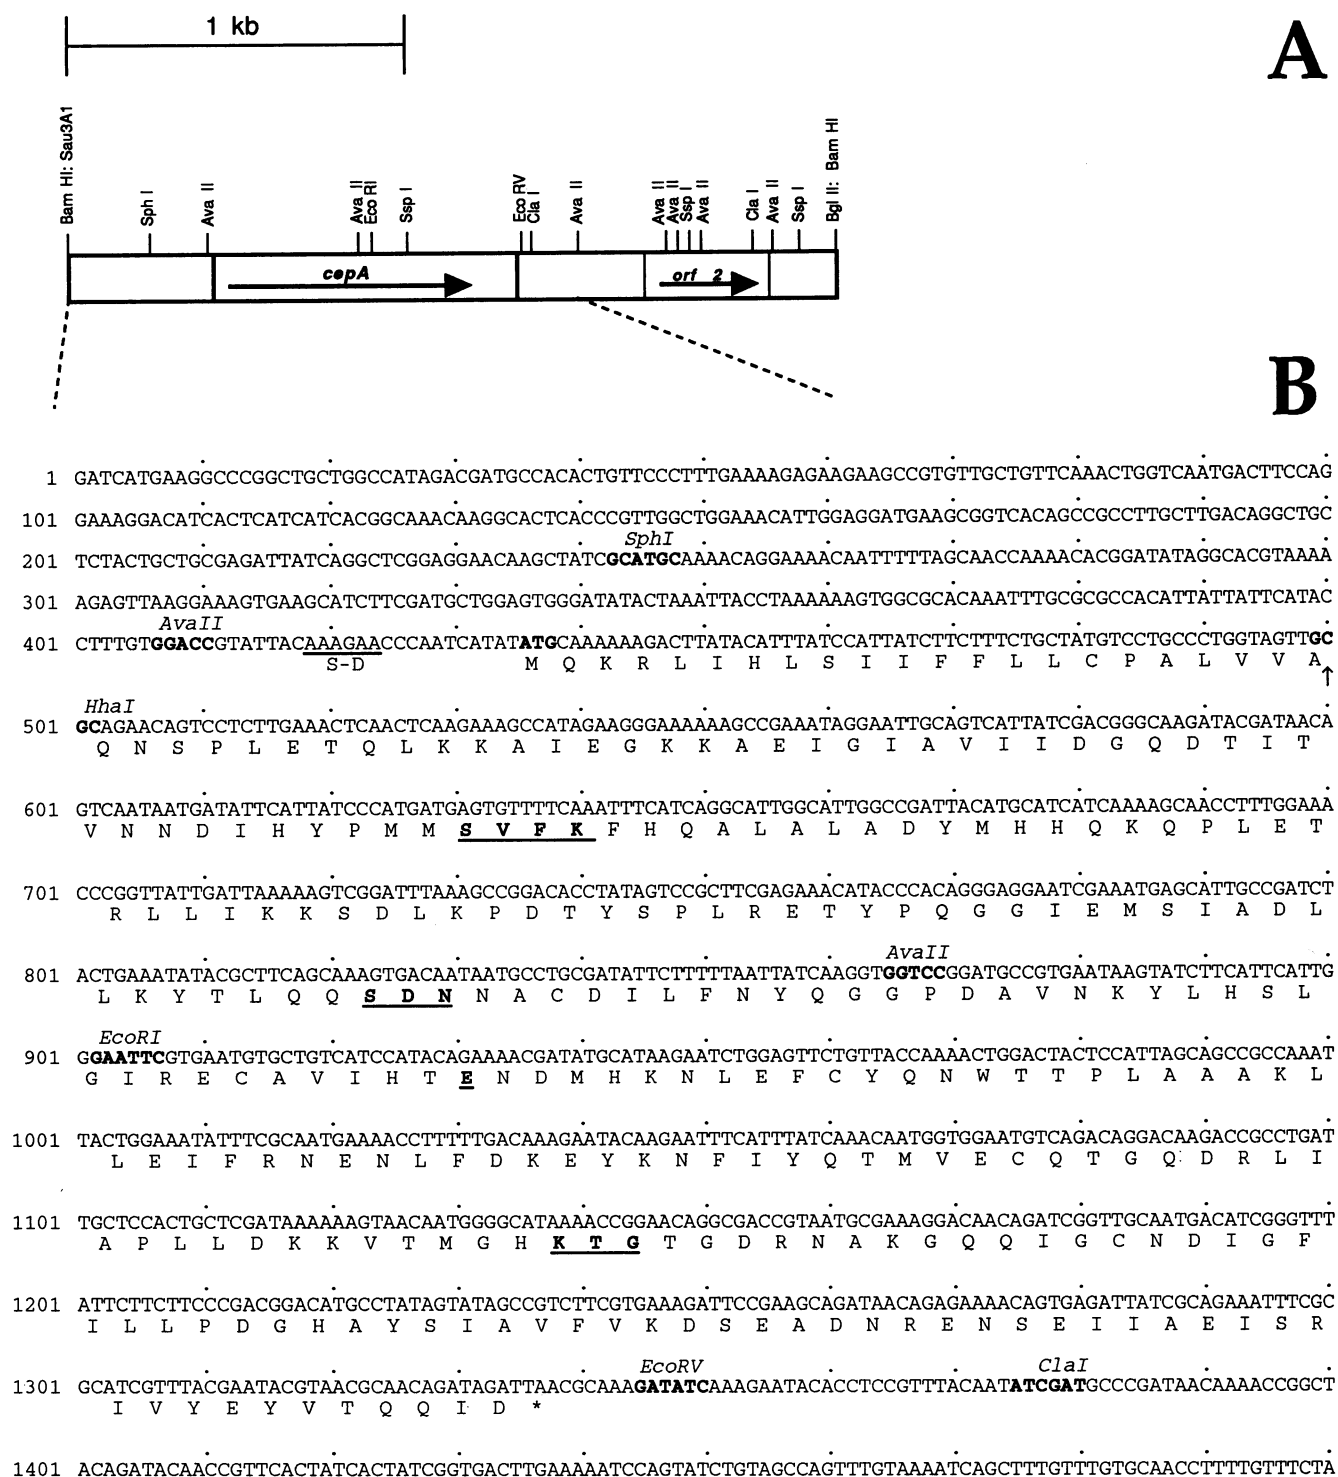 1 kb
A
Bam HI: Sau3A1
Sph I
Ava II
Ava II
Eco RI
Ssp I
Eco RV
Cla I
Ava II
Ava II
Ava II
Ssp I
Ava II
Cla I
Ava II
Ssp I
Bgl II: Bam HI
cepA
orf 2
B
1 GATCATGAAGGCCCGGCTGCTGGCCATAGACGATGCCACACTGTTCCCTTTGAAAAGAGAAGAAGCCGTGTTGCTGTTCAAACTGGTCAATGACTTCCAG
101 GAAAGGACATCACTCATCATCACGGCAAACAAGGCACTCACCCGTTGGCTGGAAACATTGGAGGATGAAGCGGTCACAGCCGCCTTGCTTGACAGGCTGC
SphI
201 TCTACTGCTGCGAGATTATCAGGCTCGGAGGAACAAGCTATCGCATGCAAAACAGGAAAACAATTTTTAGCAACCAAAACACGGATATAGGCACGTAAAA
301 AGAGTTAAGGAAAGTGAAGCATCTTCGATGCTGGAGTGGGATATACTAAATTACCTAAAAAAGTGGCGCACAAATTTGCGCGCCACATTATTATTCATAC
AvaII
401 CTTTGTGGACCGTATTACAAAGAACCCAATCATATATGCAAAAAAGACTTATACATTTATCCATTATCTTCTTTCTGCTATGTCCTGCCCTGGTAGTTGC
S-D M Q K R L I H L S I I F F L L C P A L V V A ↑
HhaI
501 GCAGAACAGTCCTCTTGAAACTCAACTCAAGAAAGCCATAGAAGGGAAAAAAGCCGAAATAGGAATTGCAGTCATTATCGACGGGCAAGATACGATAACA
Q N S P L E T Q L K K A I E G K K A E I G I A V I I D G Q D T I T
601 GTCAATAATGATATTCATTATCCCATGATGAGTGTTTTCAAATTTCATCAGGCATTGGCATTGGCCGATTACATGCATCATCAAAAGCAACCTTTGGAAA
V N N D I H Y P M M S V F K F H Q A L A L A D Y M H H Q K Q P L E T
701 CCCGGTTATTGATTAAAAAGTCGGATTTAAAGCCGGACACCTATAGTCCGCTTCGAGAAACATACCCACAGGGAGGAATCGAAATGAGCATTGCCGATCT
R L L I K K S D L K P D T Y S P L R E T Y P Q G G I E M S I A D L
AvaII
801 ACTGAAATATACGCTTCAGCAAAGTGACAATAATGCCTGCGATATTCTTTTTAATTATCAAGGTGGTCCGGATGCCGTGAATAAGTATCTTCATTCATTG
L K Y T L Q Q S D N N A C D I L F N Y Q G G P D A V N K Y L H S L
EcoRI
901 GGAATTCGTGAATGTGCTGTCATCCATACAGAAAACGATATGCATAAGAATCTGGAGTTCTGTTACCAAAACTGGACTACTCCATTAGCAGCCGCCAAAT
G I R E C A V I H T E N D M H K N L E F C Y Q N W T T P L A A A K L
1001 TACTGGAAATATTTCGCAATGAAAACCTTTTTGACAAAGAATACAAGAATTTCATTTATCAAACAATGGTGGAATGTCAGACAGGACAAGACCGCCTGAT
L E I F R N E N L F D K E Y K N F I Y Q T M V E C Q T G Q D R L I
1101 TGCTCCACTGCTCGATAAAAAAGTAACAATGGGGCATAAAACCGGAACAGGCGACCGTAATGCGAAAGGACAACAGATCGGTTGCAATGACATCGGGTTT
A P L L D K K V T M G H K T G T G D R N A K G Q Q I G C N D I G F
1201 ATTCTTCTTCCCGACGGACATGCCTATAGTATAGCCGTCTTCGTGAAAGATTCCGAAGCAGATAACAGAGAAAACAGTGAGATTATCGCAGAAATTTCGC
I L L P D G H A Y S I A V F V K D S E A D N R E N S E I I A E I S R
EcoRV ClaI
1301 GCATCGTTTACGAATACGTAACGCAACAGATAGATTAACGCAAAGATATCAAAGAATACACCTCCGTTTACAATATCGATGCCCGATAACAAAACCGGCT
I V Y E Y V T Q Q I D *
1401 ACAGATACAACCGTTCACTATCACTATCGGTGACTTGAAAAATCCAGTATCTGTAGCCAGTTTGTAAAATCAGCTTTGTTTGTGCAACCTTTTGTTTCTA